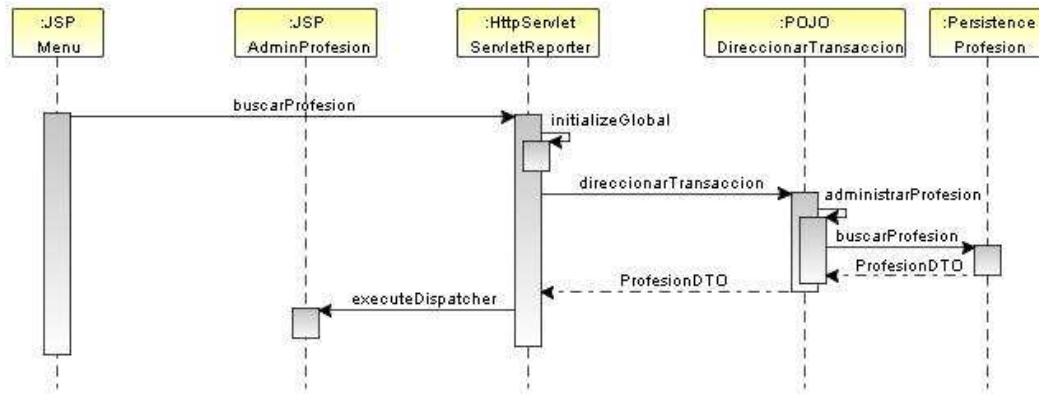 :JSP
Menu
:JSP
AdminProfesion
:HttpServlet
ServletReporter
:POJO
DireccionarTransaccion
:Persistence
Profesion
buscarProfesion
initializeGlobal
direccionarTransaccion
administrarProfesion
buscarProfesion
ProfesionDTO
ProfesionDTO
executeDispatcher